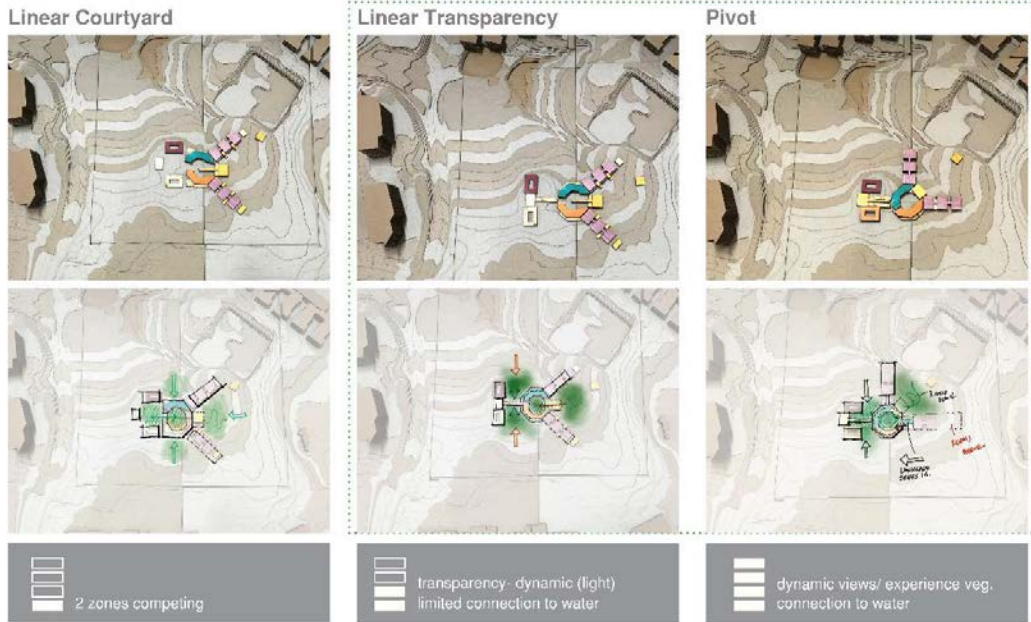 Linear Courtyard
Linear Transparency
Pivot
2 zones competing
transparency- dynamic (light)
limited connection to water
dynamic views/ experience veg.
connection to water